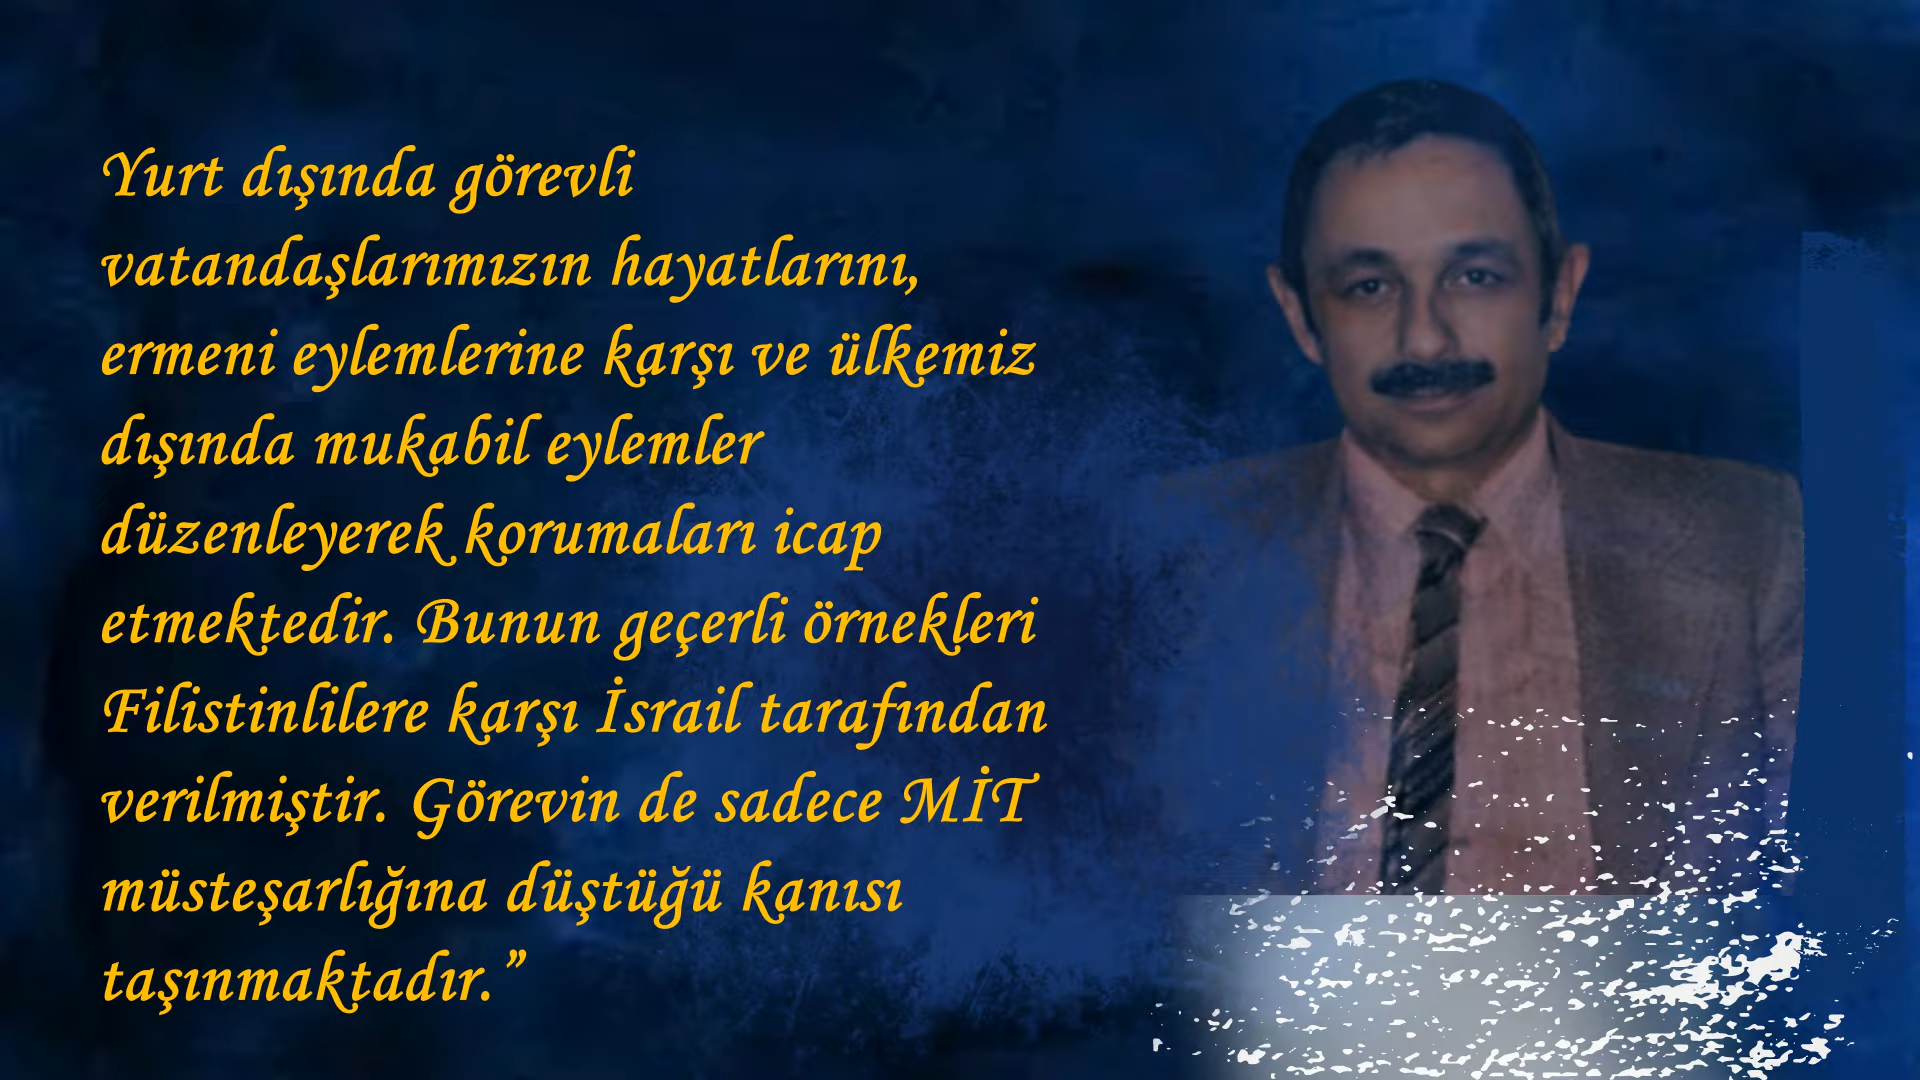 Yurt dışında görevli
vatandaşlarımızın hayatlarını,
ermeni eylemlerine karşı ve ülkemiz
dışında mukabil eylemler
düzenleyerek korumaları icap
etmektedir. Bunun geçerli örnekleri
Filistinlilere karşı İsrail tarafından
verilmiştir. Görevin de sadece MİT
müsteşarlığına düştüğü kanısı
taşınmaktadır.”